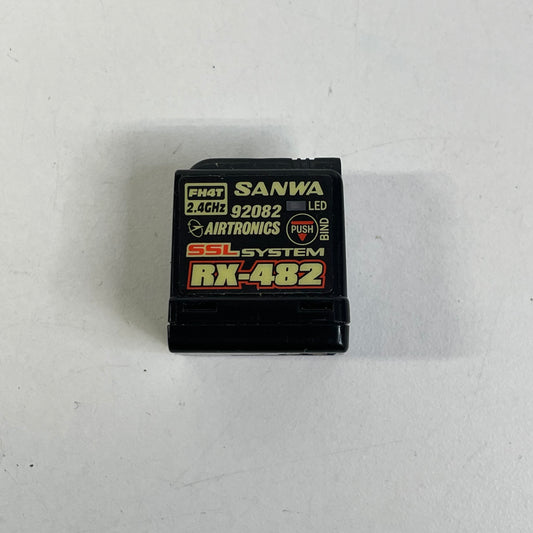 FH4T SANWA
2.4GHz 92082 LED
AIRTRONICS PUSH BIND
SSL SYSTEM
RX-482